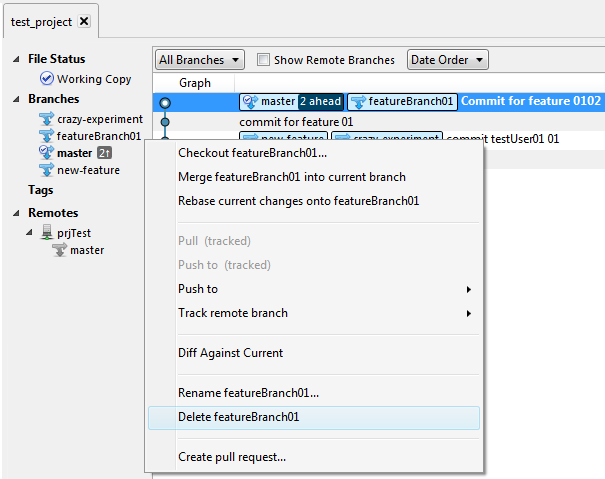 test_project
File Status
Working Copy
Branches
crazy-experiment
featureBranch01
master 2↑
new-feature
Tags
Remotes
prjTest
master
All Branches Show Remote Branches Date Order
Graph
master 2 ahead featureBranch01 Commit for feature 0102
commit for feature 01
new-feature crazy-experiment commit testUser01 01
Checkout featureBranch01...
Merge featureBranch01 into current branch
Rebase current changes onto featureBranch01
Pull (tracked)
Push to (tracked)
Push to
Track remote branch
Diff Against Current
Rename featureBranch01...
Delete featureBranch01
Create pull request...